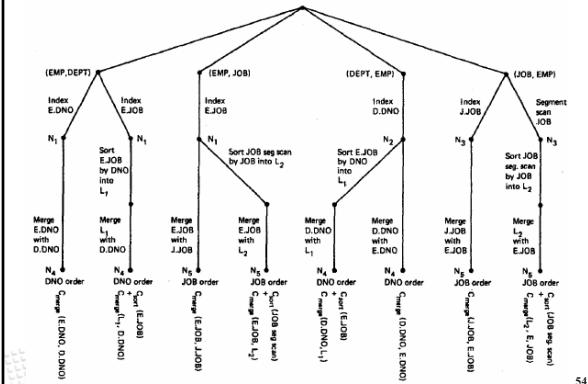 (EMP,DEPT)
(EMP, JOB)
(DEPT, EMP)
(JOB, EMP)
Index
E.DNO
Index
E.JOB
Index
E.JOB
Index
D.DNO
Index
J.JOB
Segment
scan
JOB
N1
N1
N1
N2
N3
N3
Sort
E.JOB
by DNO
into
L1
Sort JOB seg scan
by JOB into L2
Sort E.JOB
by DNO
into
L1
Sort JOB
seg. scan
by JOB
into L2
Merge
E.DNO
with
D.DNO
Merge
L1
with
D.DNO
Merge
E.JOB
with
J.JOB
Merge
E.JOB
with
L2
Merge
D.DNO
with
L1
Merge
D.DNO
with
E.DNO
Merge
J.JOB
with
E.JOB
Merge
L2
with
E.JOB
N4
N4
N5
N5
N4
N4
N5
N5
DNO order
DNO order
JOB order
JOB order
DNO order
DNO order
JOB order
JOB order
Cmerge (E.DNO, D.DNO)
Csort (E.JOB)
+
Cmerge(L1, D.DNO)
Cmerge (E.JOB, J.JOB)
Csort (JOB seg scan)
+
Cmerge(E.JOB, L2)
Csort (E.JOB)
+
Cmerge (D.DNO,L1)
Cmerge (D.DNO, E.DNO)
Cmerge (J.JOB, E.JOB)
Csort (JOB seg. scan)
+
Cmerge (L2, E, JOB)
54